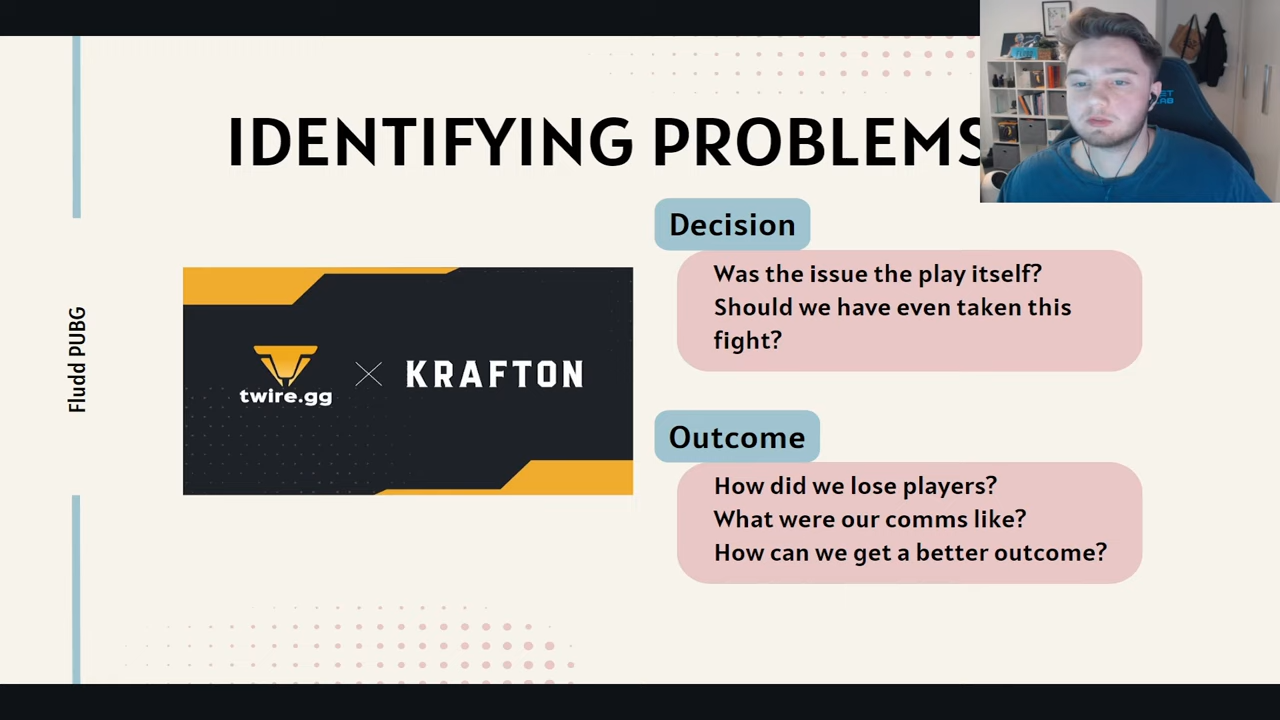 IDENTIFYING PROBLEMS
Decision
Was the issue the play itself?
Should we have even taken this
fight?
Fludd PUBG
twire.gg
KRAFTON
Outcome
How did we lose players?
What were our comms like?
How can we get a better outcome?